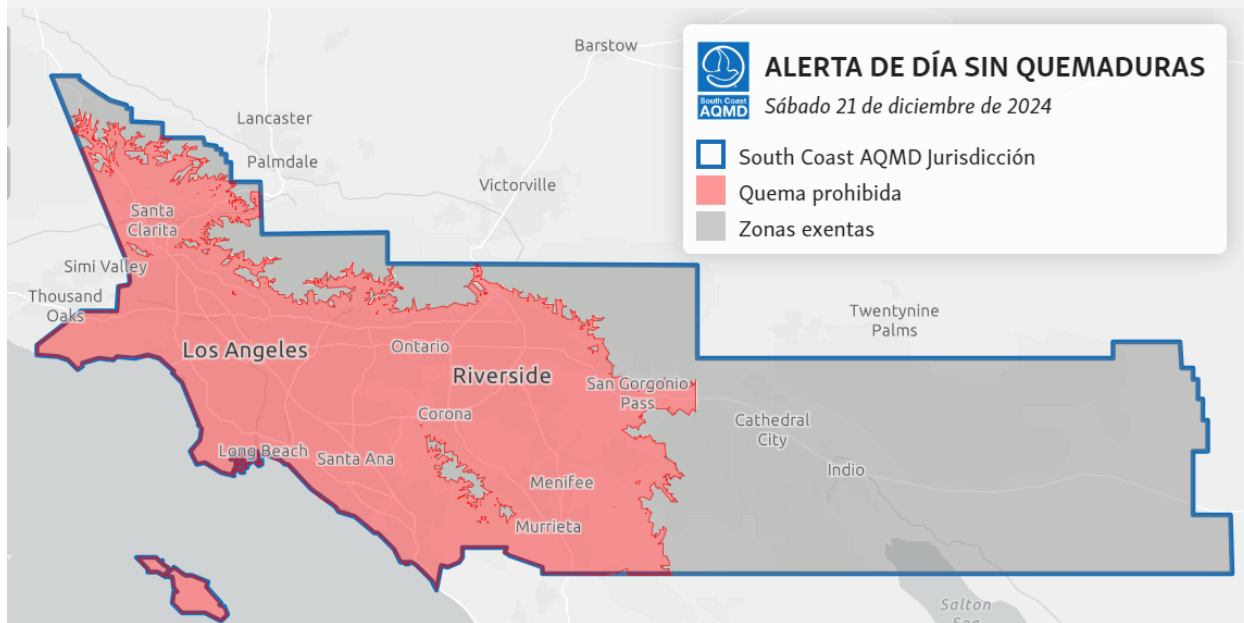 Barstow
South Coast
AQMD
ALERTA DE DÍA SIN QUEMADURAS
Sábado 21 de diciembre de 2024
South Coast AQMD Jurisdicción
Quema prohibida
Zonas exentas
Lancaster
Palmdale
Victorville
Santa
Clarita
Simi Valley
Thousand
Oaks
Twentynine
Palms
Los Angeles
Ontario
Riverside
San Gorgonio
Pass
Corona
Cathedral
City
Long Beach
Santa Ana
Indio
Menifee
Murrieta
Salton
Sea